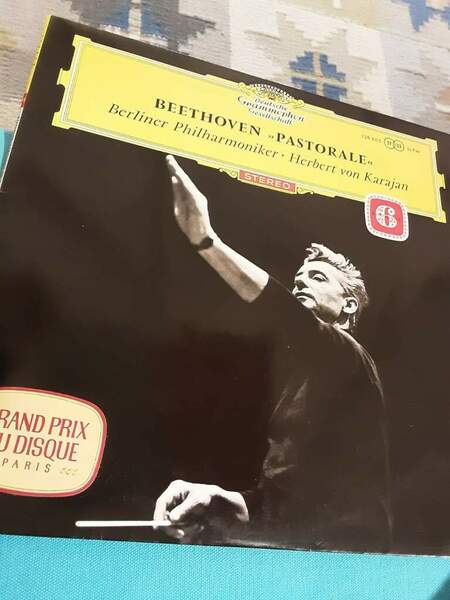 Deutsche
Grammophon
Gesellschaft
BEETHOVEN »PASTORALE«
Berliner Philharmoniker · Herbert von Karajan
STEREO
6
RAND PRIX
U DISQUE
PARIS